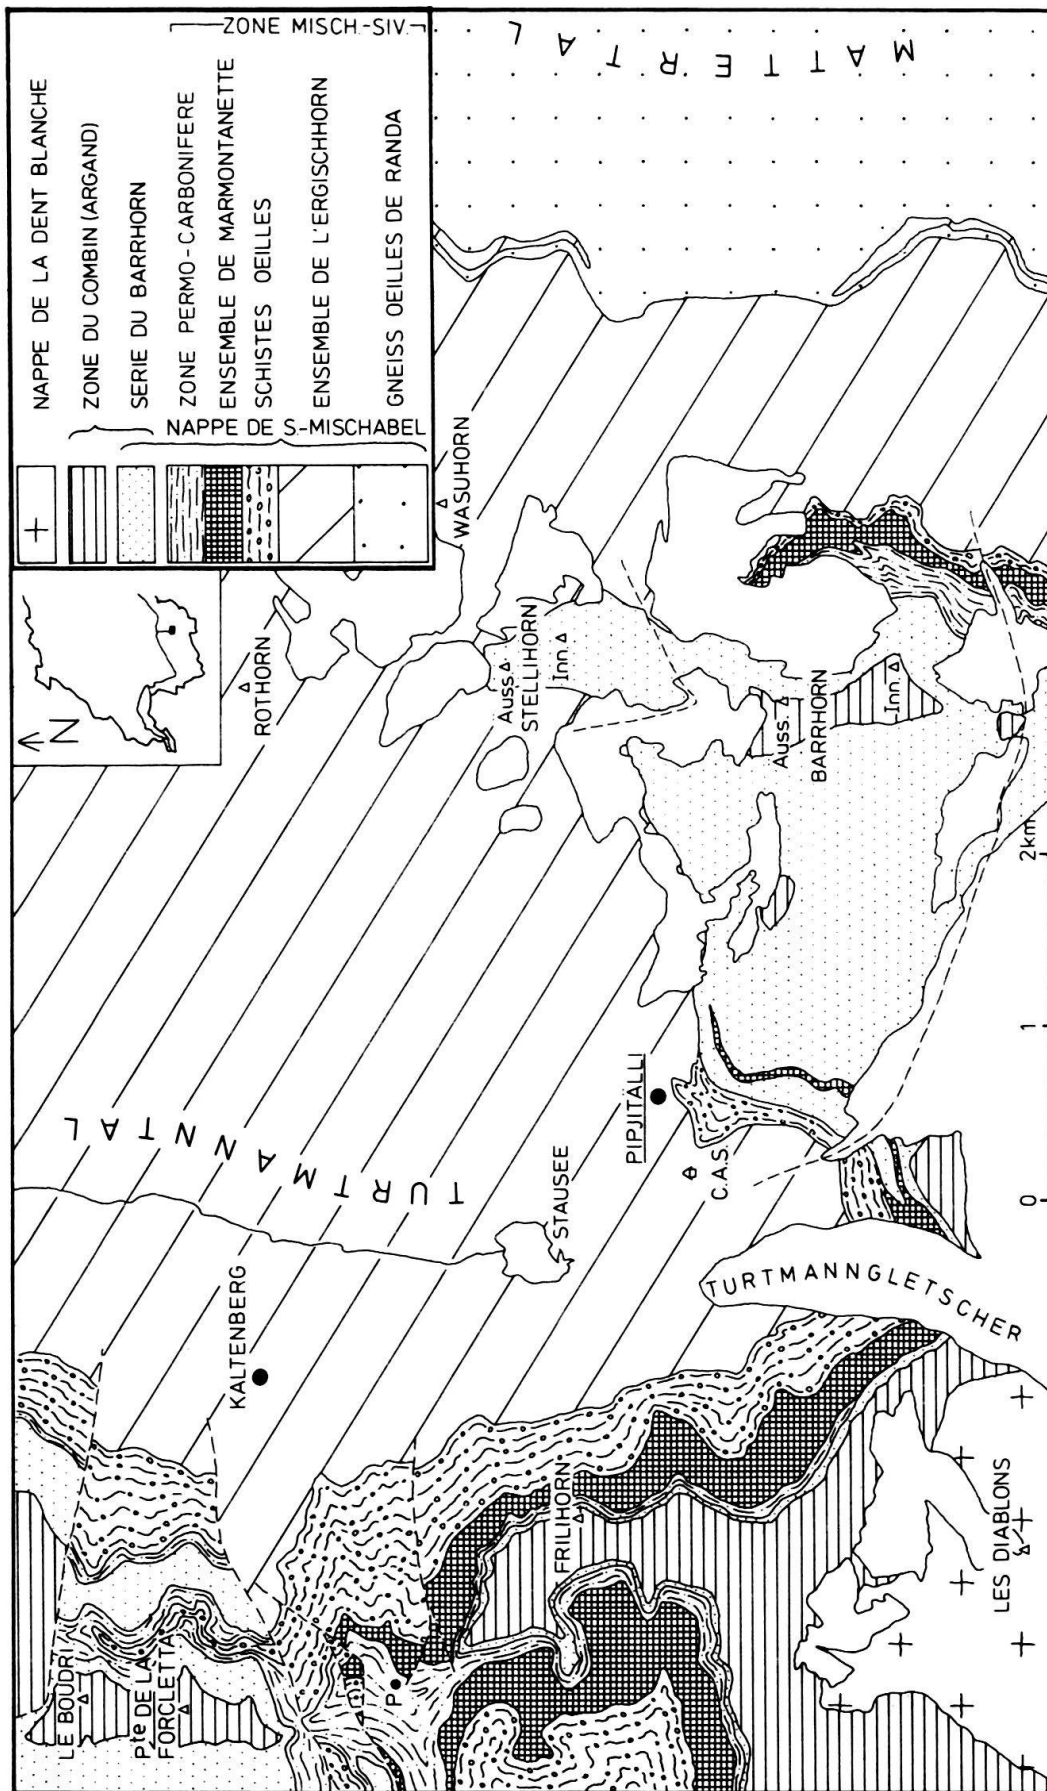 NAPPE DE LA DENT BLANCHE
ZONE DU COMBIN (ARGAND)
SERIE DU BARRHORN
ZONE PERMO-CARBONIFERE
ENSEMBLE DE MARMONTANETTE
SCHISTES OEILLES
ENSEMBLE DE L'ERGISCHHORN
GNEISS OEILLES DE RANDA
ZONE MISCH.-SIV.
NAPPE DE S.-MISCHABEL
N
MATTERTAL
TURTMANNTAL
LE BOUDRI
Pte DE LA
FORCLETTA
P
KALTENBERG
ROTHORN
WASUHORN
Auss.
STELLIHORN
Inn.
STAUSEE
FRILIHORN
PIPJITALLI
C.A.S.
Auss.
BARRHORN
Inn.
TURTMANNGLETSCHER
LES DIABLONS
0
1
2km